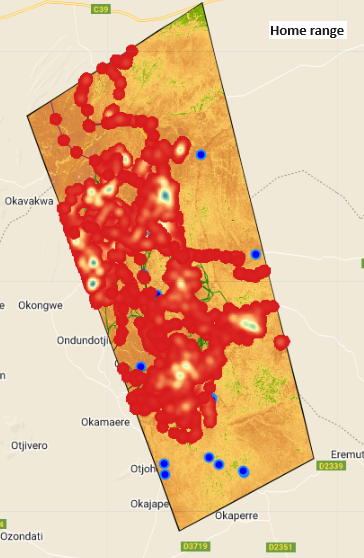 C39
Home range
Okavakwa
e
Okongwe
Ondundotji
n
Okamaere
Otjivero
Otjoh
Eremut
D2339
Okajape
Okaperre
Ozondati
D3719
D2351